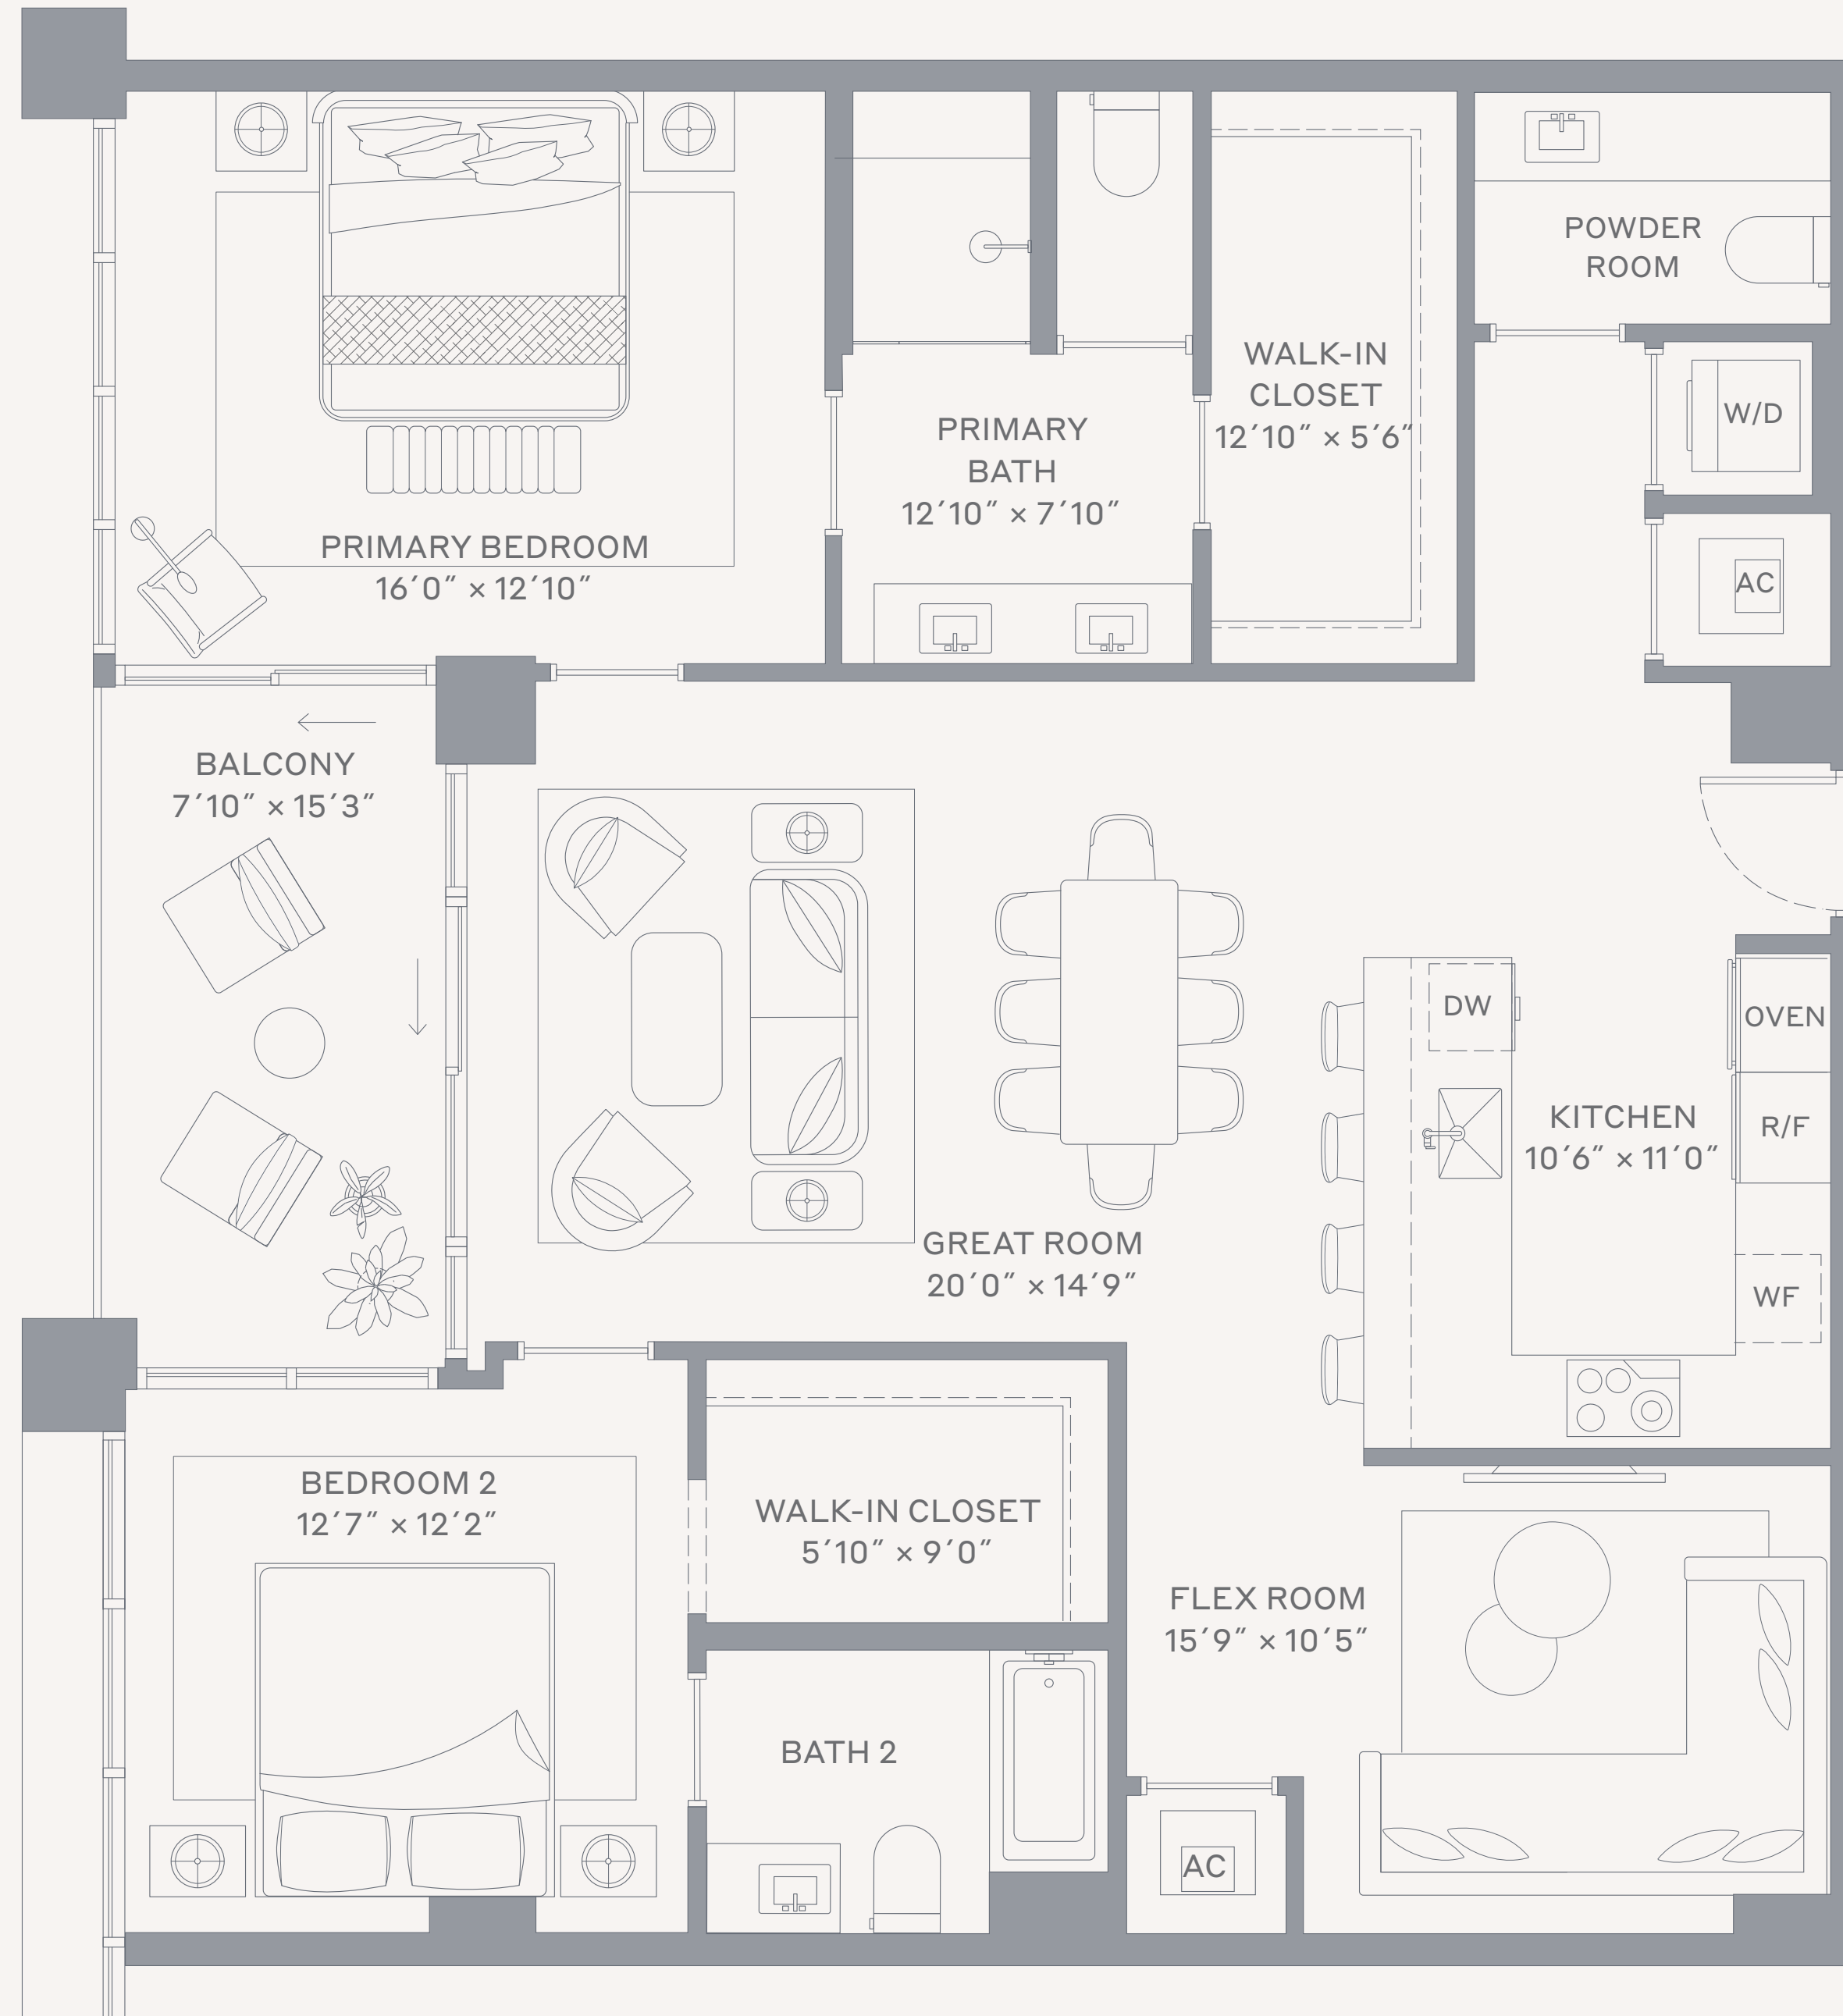 POWDER
ROOM
WALK-IN
CLOSET
12′10″ × 5′6″
W/D
PRIMARY
BATH
12′10″ × 7′10″
PRIMARY BEDROOM
16′0″ × 12′10″
AC
BALCONY
7′10″ × 15′3″
DW
OVEN
KITCHEN
10′6″ × 11′0″
R/F
GREAT ROOM
20′0″ × 14′9″
WF
BEDROOM 2
12′7″ × 12′2″
WALK-IN CLOSET
5′10″ × 9′0″
FLEX ROOM
15′9″ × 10′5″
BATH 2
AC